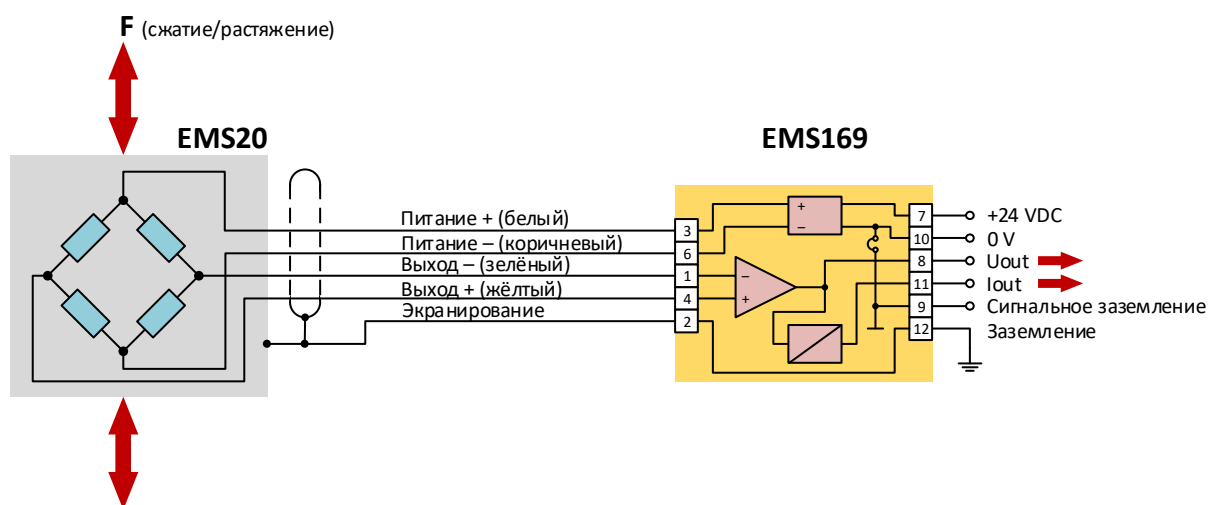 F (сжатие/растяжение)
EMS20
EMS169
Питание + (белый)
Питание – (коричневый)
Выход – (зелёный)
Выход + (жёлтый)
Экранирование
3
6
1
4
2
+
–
–
+
7
10
8
11
9
12
+24 VDC
0 V
Uout
Iout
Сигнальное заземление
Заземление